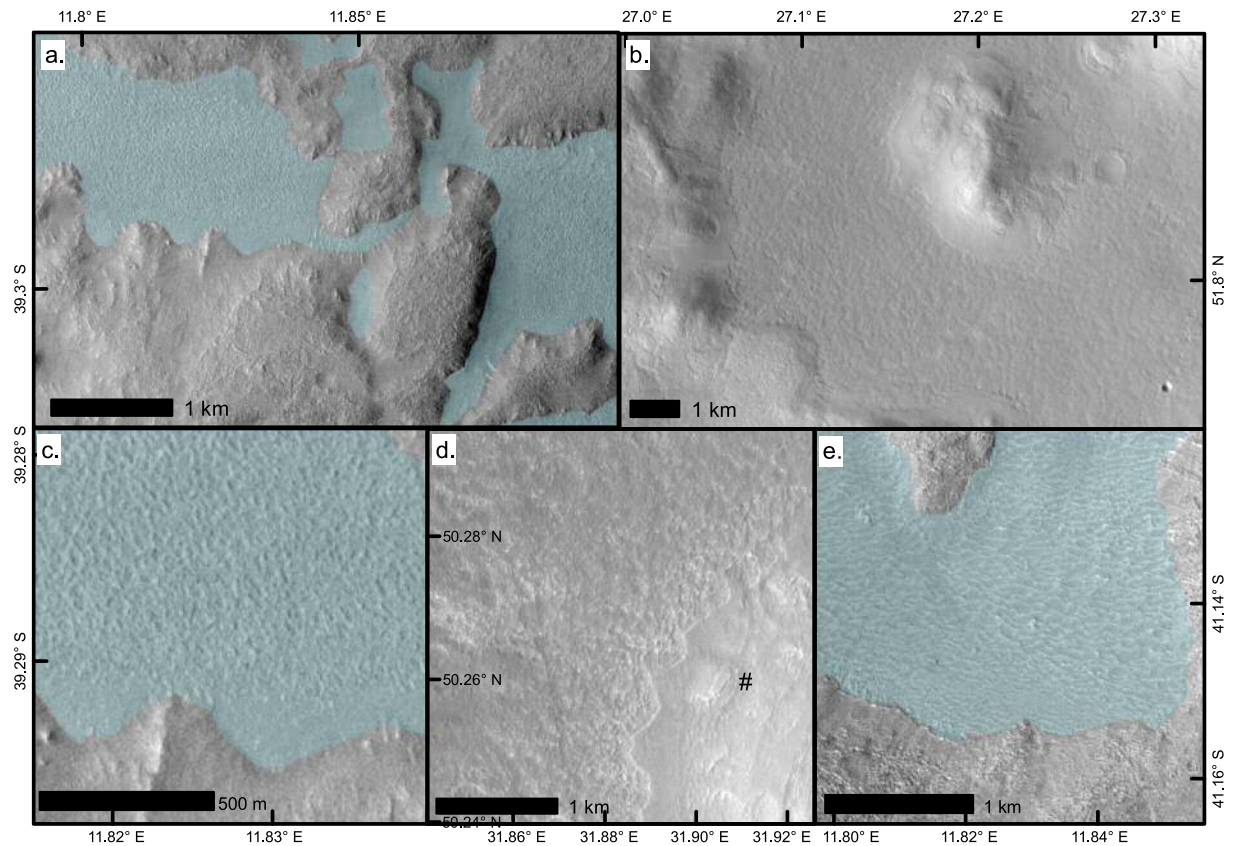 11.8° E
11.85° E
27.0° E
27.1° E
27.2° E
27.3° E
a.
b.
39.3° S
51.8° N
1 km
1 km
39.28° S
c.
d.
e.
50.28° N
41.14° S
39.29° S
50.26° N
#
41.16° S
500 m
1 km
1 km
50.24° N
11.82° E
11.83° E
31.86° E
31.88° E
31.90° E
31.92° E
11.80° E
11.82° E
11.84° E